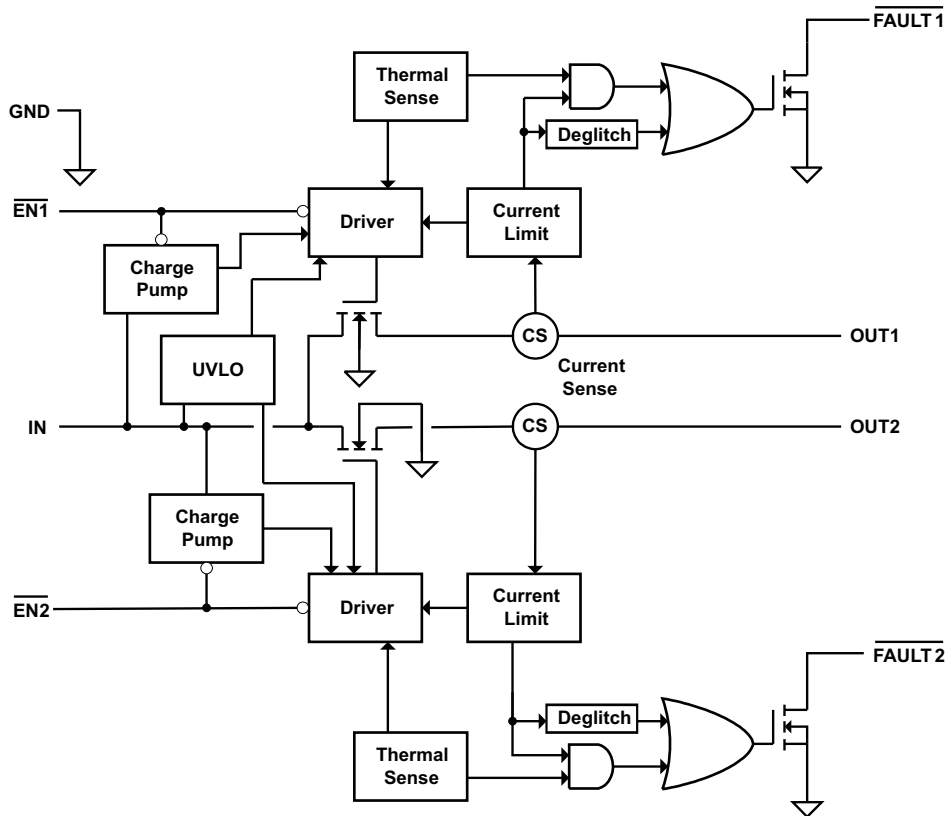 FAULT1
Thermal
Sense
GND
Deglitch
EN1
Driver
Current
Limit
Charge
Pump
UVLO
CS
OUT1
Current
Sense
IN
CS
OUT2
Charge
Pump
EN2
Driver
Current
Limit
FAULT2
Deglitch
Thermal
Sense